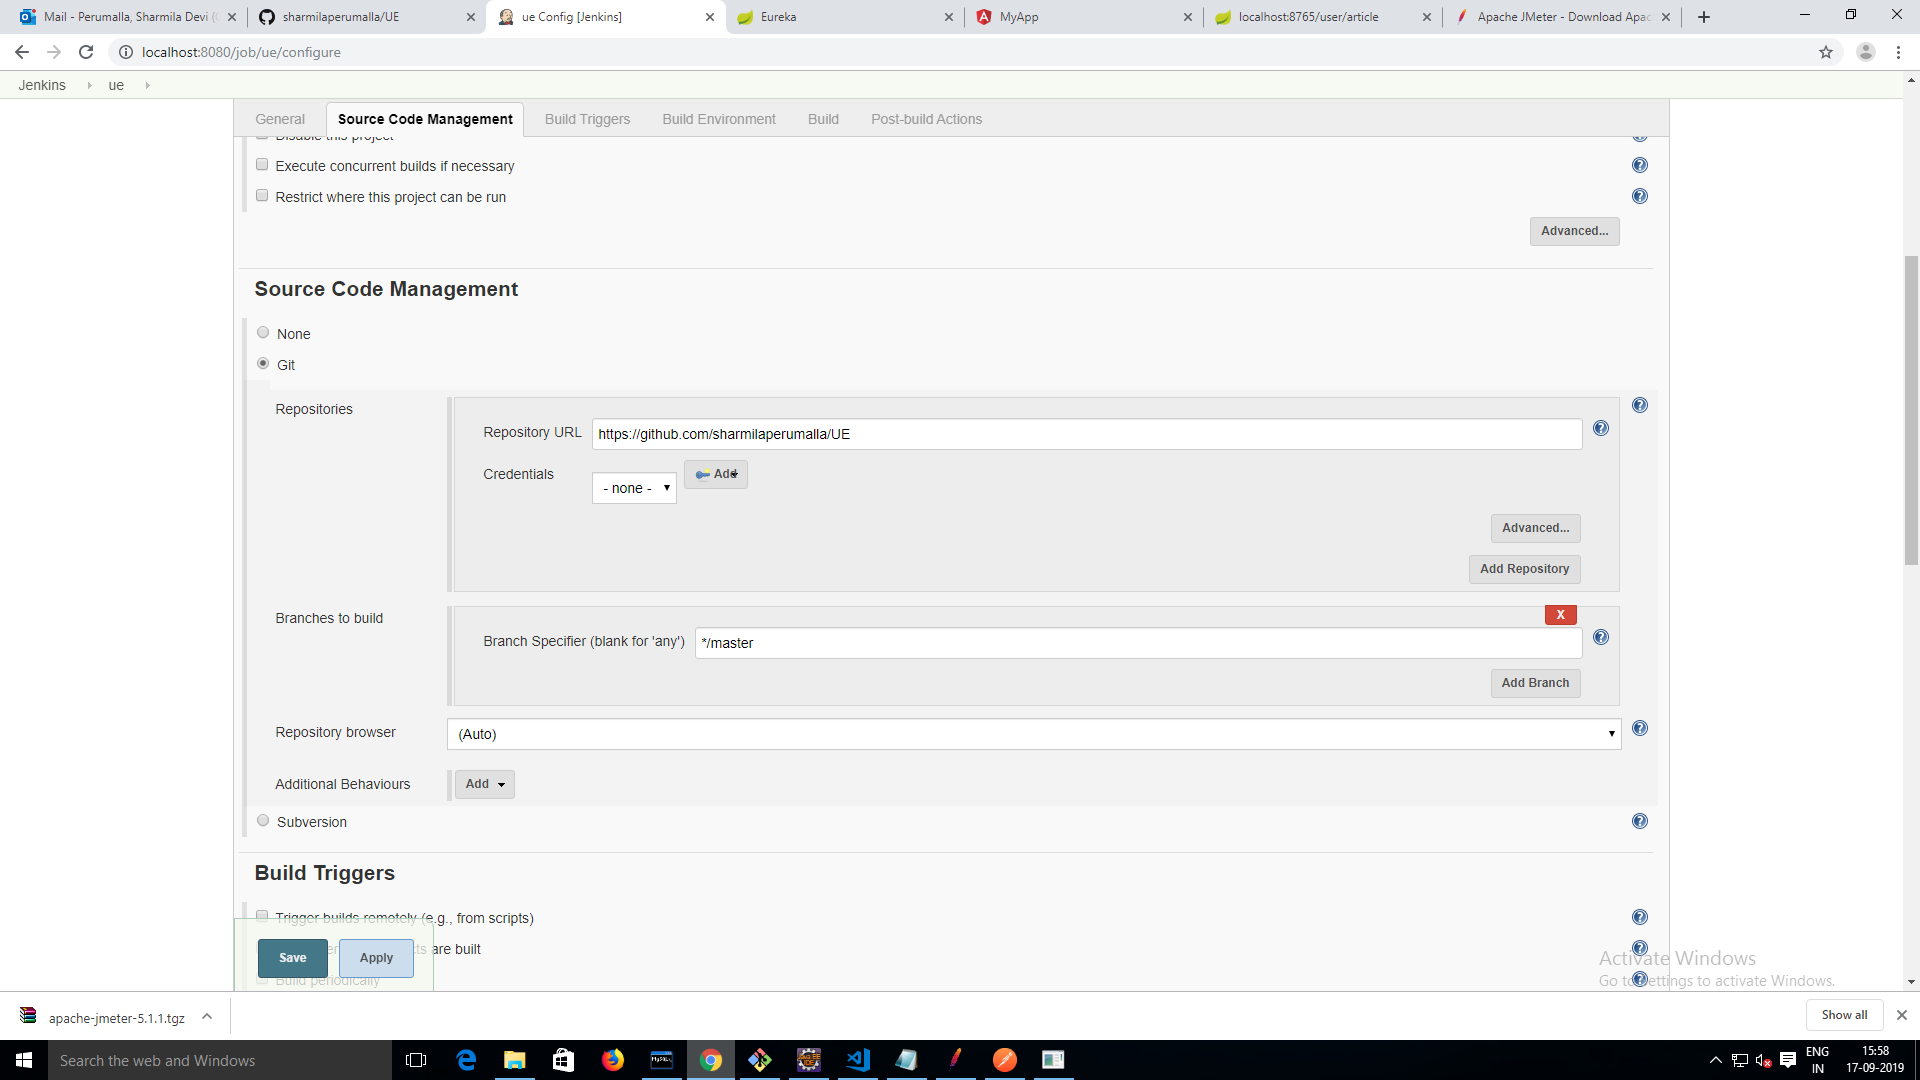 Mail - Perumalla, Sharmila Devi
sharmilaperumalla/UE
ue Config [Jenkins]
Eureka
MyApp
localhost:8765/user/article
Apache JMeter - Download Apac
localhost:8080/job/ue/configure
Jenkins
ue
General
Source Code Management
Build Triggers
Build Environment
Build
Post-build Actions
Disable this project
Execute concurrent builds if necessary
Restrict where this project can be run
Advanced...
Source Code Management
None
Git
Repositories
Repository URL
https://github.com/sharmilaperumalla/UE
Credentials
- none -
Add
Advanced...
Add Repository
Branches to build
X
Branch Specifier (blank for 'any')
*/master
Add Branch
Repository browser
(Auto)
Additional Behaviours
Add
Subversion
Build Triggers
Trigger builds remotely (e.g., from scripts)
are built
Save
Apply
Build periodically
Activate Windows
Go to Settings to activate Windows.
apache-jmeter-5.1.1.tgz
Show all
Search the web and Windows
MySQL
ENG
IN
15:58
17-09-2019